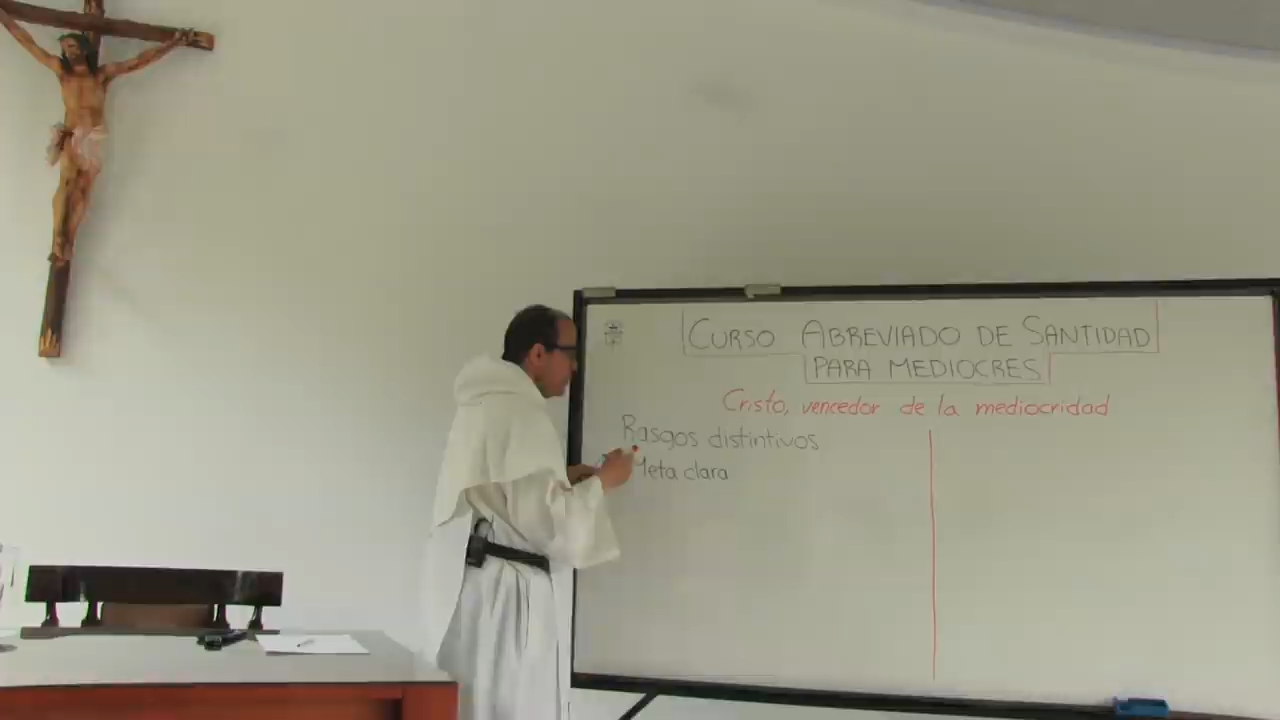 CURSO ABREVIADO DE SANTIDAD
PARA MEDIOCRES
Cristo, vencedor de la mediocridad
Rasgos distintivos
Meta clara